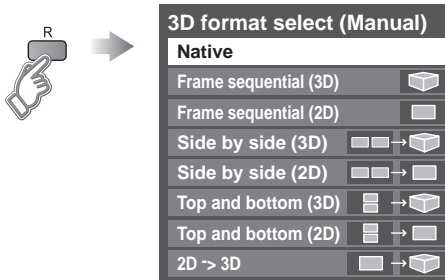 R
3D format select (Manual)
Native
Frame sequential (3D)
Frame sequential (2D)
Side by side (3D)
Side by side (2D)
Top and bottom (3D)
Top and bottom (2D)
2D -> 3D